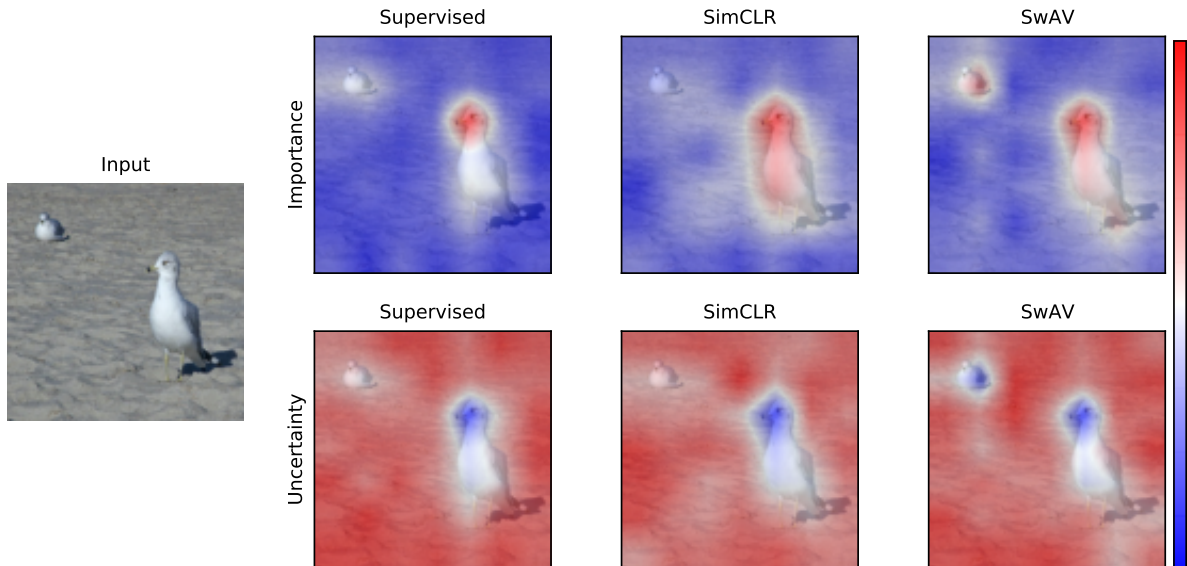 Supervised
SimCLR
SwAV
Importance
Input
Supervised
SimCLR
SwAV
Uncertainty